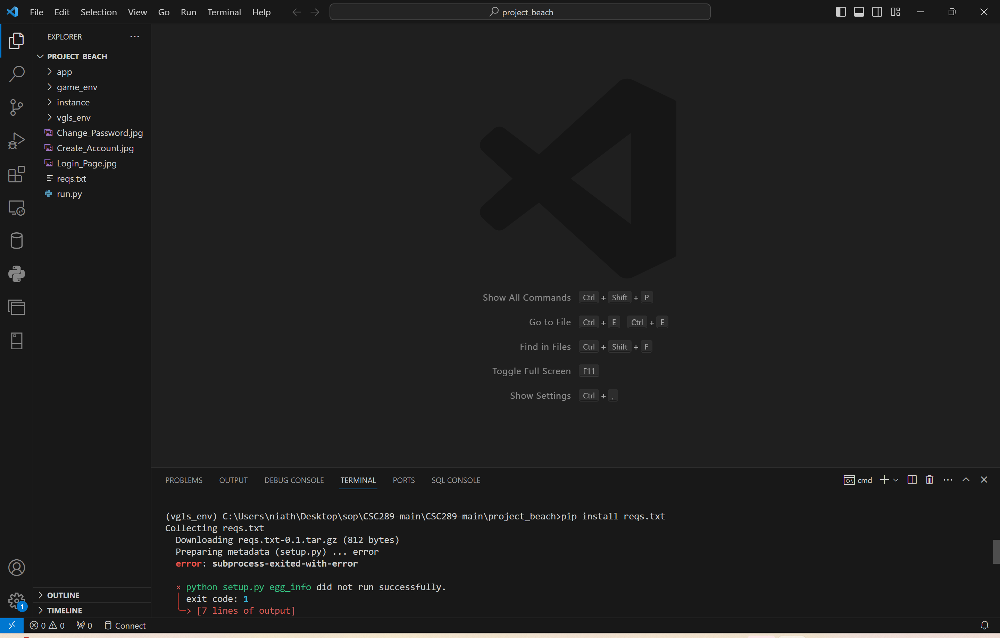 File Edit Selection View Go Run Terminal Help
project_beach
EXPLORER
PROJECT_BEACH
app
game_env
instance
vgls_env
Change_Password.jpg
Create_Account.jpg
Login_Page.jpg
reqs.txt
run.py
Show All Commands Ctrl + Shift + P
Go to File Ctrl + E Ctrl + E
Find in Files Ctrl + Shift + F
Toggle Full Screen F11
Show Settings Ctrl + ,
PROBLEMS OUTPUT DEBUG CONSOLE TERMINAL PORTS SQL CONSOLE
cmd
(vgls_env) C:\Users\niath\Desktop\sop\CSC289-main\CSC289-main\project_beach>pip install reqs.txt
Collecting reqs.txt
Downloading reqs.txt-0.1.tar.gz (812 bytes)
Preparing metadata (setup.py) ... error
error: subprocess-exited-with-error
× python setup.py egg_info did not run successfully.
exit code: 1
> [7 lines of output]
OUTLINE
TIMELINE
1
0 0 0 Connect